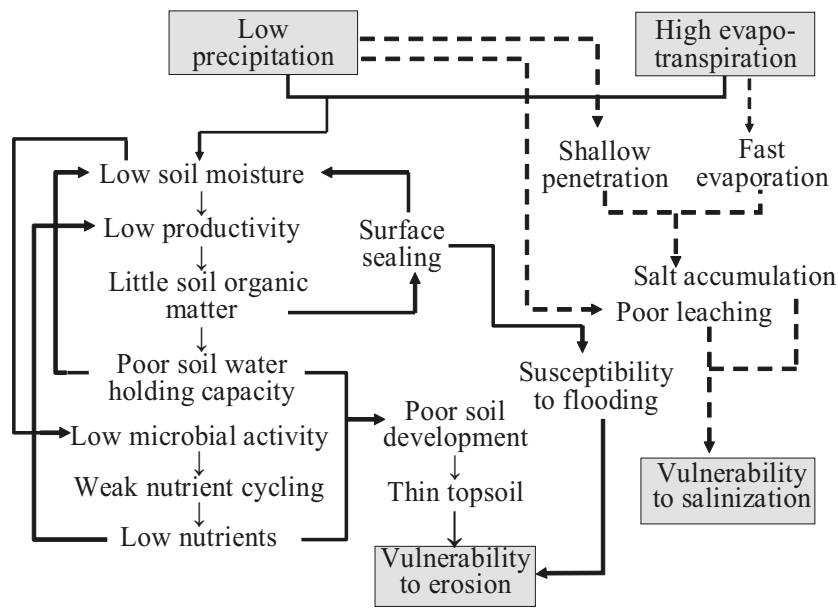 Low
precipitation
High evapo-
transpiration
Shallow
penetration
Fast
evaporation
Low soil moisture
Low productivity
Surface
sealing
Little soil organic
matter
Salt accumulation
Poor leaching
Poor soil water
holding capacity
Susceptibility
to flooding
Poor soil
development
Low microbial activity
Weak nutrient cycling
Thin topsoil
Vulnerability
to salinization
Low nutrients
Vulnerability
to erosion